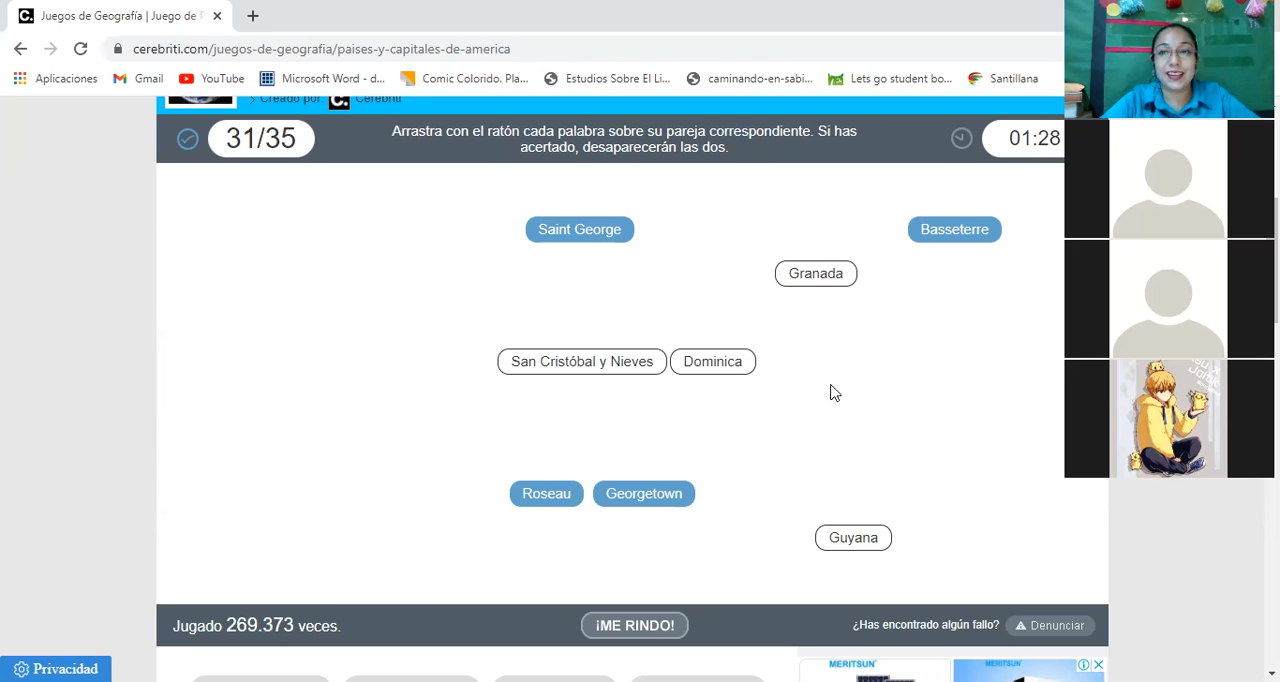 Juegos de Geografía | Juego de P
cerebriti.com/juegos-de-geografia/paises-y-capitales-de-america
Aplicaciones
Gmail
YouTube
Microsoft Word - d...
Comic Colorido. Pla...
Estudios Sobre El Li...
caminando-en-sabi...
Lets go student bo...
Santillana
Creado por
C.
Cerebriti
31/35
Arrastra con el ratón cada palabra sobre su pareja correspondiente. Si has
acertado, desaparecerán las dos.
01:28
Saint George
Basseterre
Granada
San Cristóbal y Nieves
Dominica
Roseau
Georgetown
Guyana
Jugado 269.373 veces.
¡ME RINDO!
¿Has encontrado algún fallo?
Denunciar
Privacidad
MERITSUN
MERITSUN